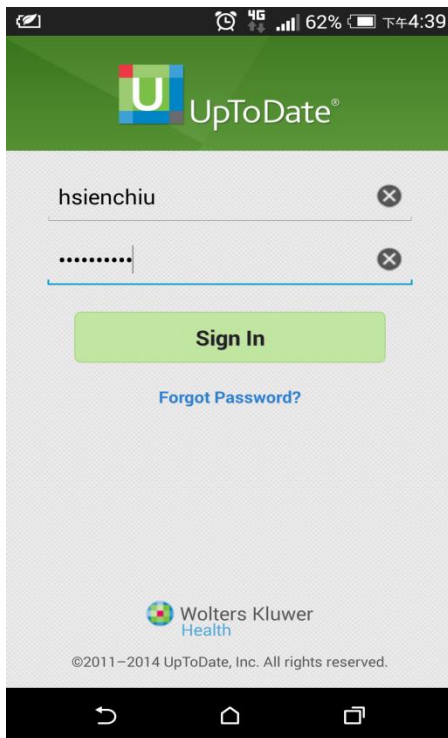 4G 62% 下午4:39
U UpToDate®
hsienchiu
••••••••••
Sign In
Forgot Password?
Wolters Kluwer
Health
©2011–2014 UpToDate, Inc. All rights reserved.